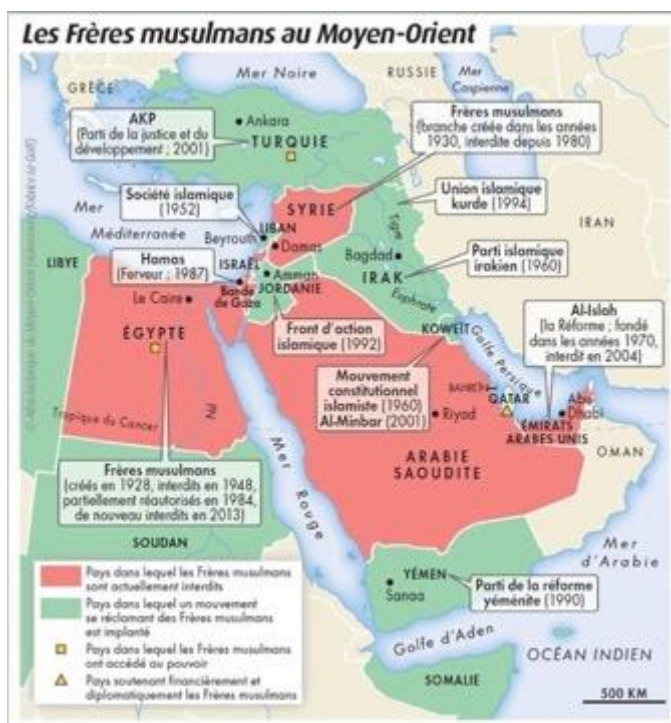 Les Frères musulmans au Moyen-Orient
Mer Noire
RUSSIE
Mer
Caspienne
GRÈCE
AKP
(Parti de la justice et du
développement ; 2001)
Ankara
TURQUIE
Frères musulmans
(branche créée dans les années
1930, interdite depuis 1980)
Société islamique
(1952)
SYRIE
Union islamique
kurde (1994)
Mer
Méditerranée
LIBAN
Beyrouth
Damas
Tigre
IRAN
LIBYE
Hamas
(Ferveur ; 1987)
ISRAËL
Bagdad
IRAK
Parti islamique
irakien (1960)
Amman
JORDANIE
Bande
de Gaza
Le Caire
Euphrate
ÉGYPTE
Front d'action
islamique (1992)
KOWEÏT
Golfe Persique
Al-Islah
(la Réforme ; fondé
dans les années 1970,
interdit en 2004)
Mouvement
constitutionnel
islamiste (1960)
Al-Minbar (2001)
BAHREÏN
QATAR
Abu
Dhabi
Riyad
ÉMIRATS
ARABES UNIS
Tropique du Cancer
Nil
ARABIE
SAOUDITE
OMAN
Frères musulmans
(créés en 1928, interdits en 1948,
partiellement réautorisés en 1984,
de nouveau interdits en 2013)
Mer Rouge
SOUDAN
Mer
d'Arabie
YÉMEN
Sanaa
Parti de la réforme
yéménite (1990)
Golfe d'Aden
OCÉAN INDIEN
SOMALIE
Pays dans lequel les Frères musulmans
sont actuellement interdits
Pays dans lequel un mouvement
se réclamant des Frères musulmans
est implanté
Pays dans lequel les Frères musulmans
ont accédé au pouvoir
Pays soutenant financièrement et
diplomatiquement les Frères musulmans
500 KM